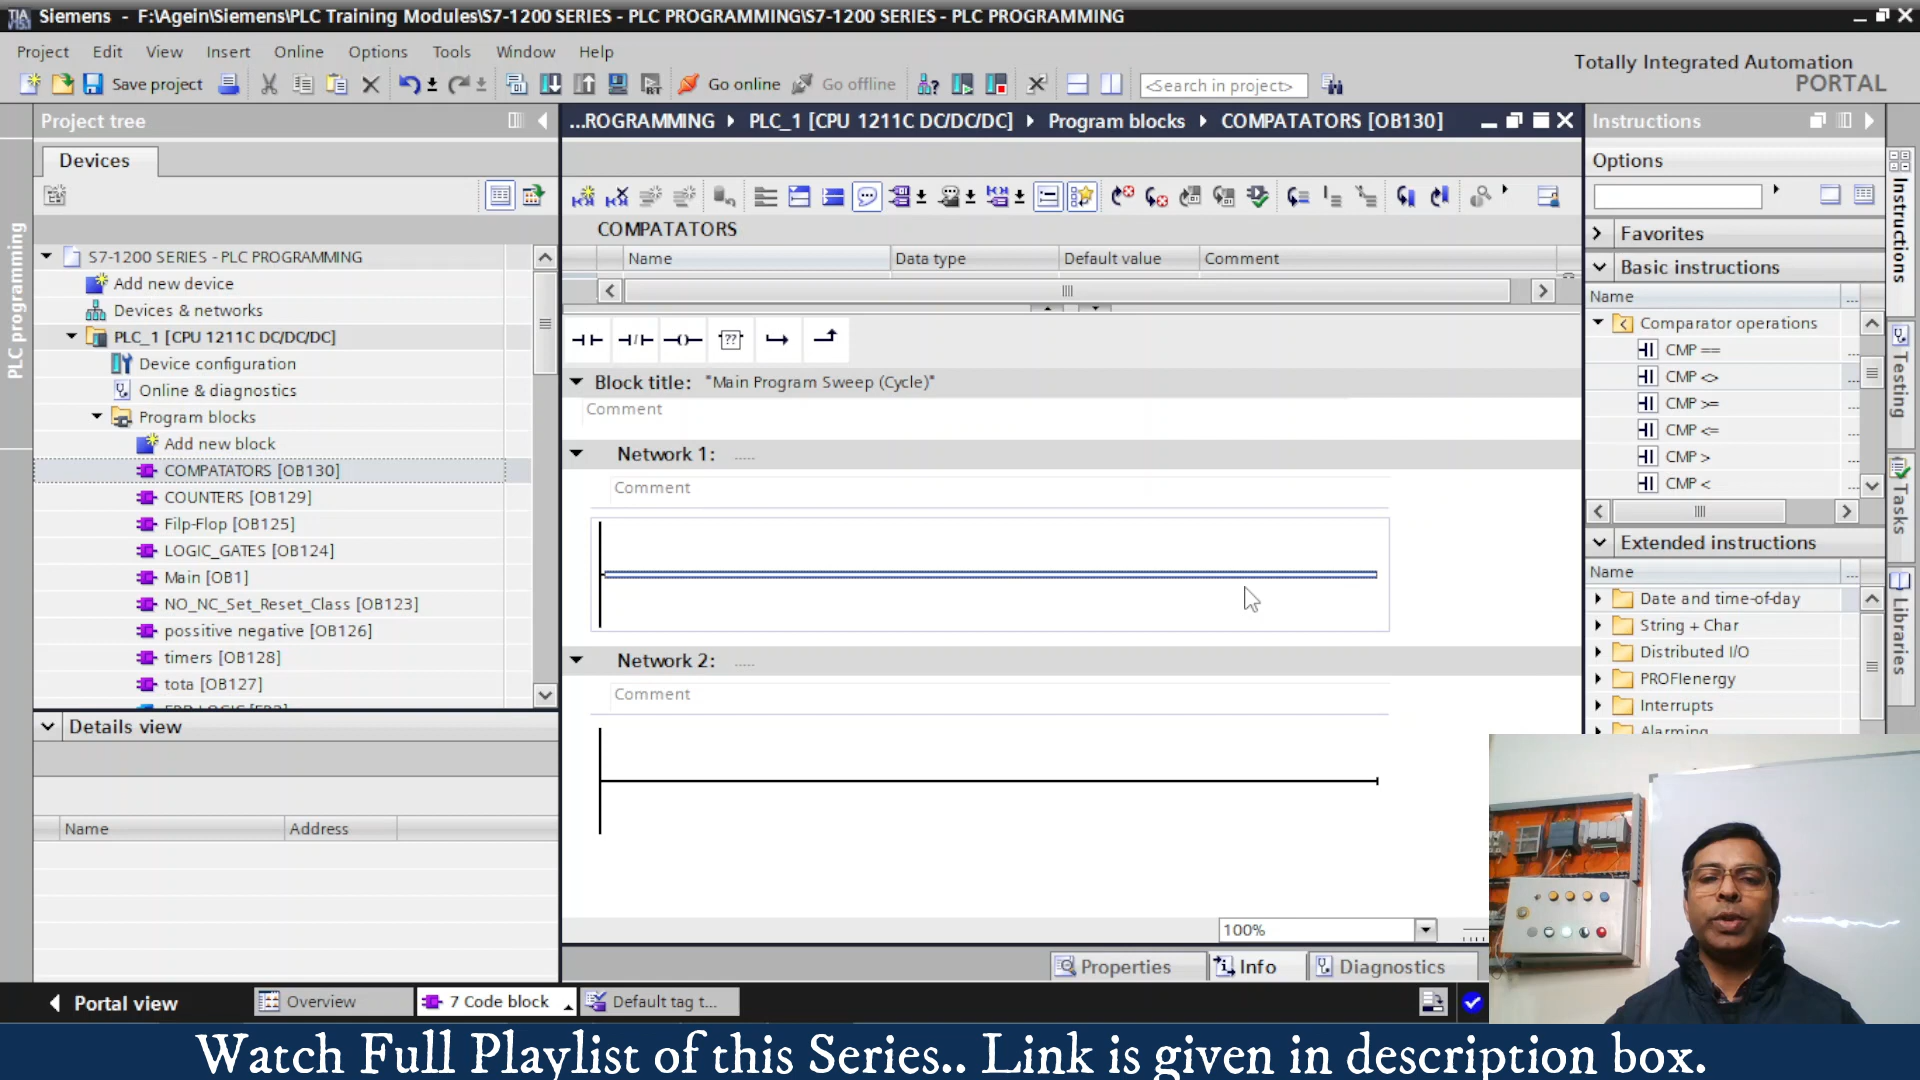 Siemens - F:\Agein\Siemens\PLC Training Modules\S7-1200 SERIES - PLC PROGRAMMING\S7-1200 SERIES - PLC PROGRAMMING
Project Edit View Insert Online Options Tools Window Help
Totally Integrated Automation
PORTAL
Save project
Go online
Go offline
<Search in project>
Project tree
...ROGRAMMING PLC_1 [CPU 1211C DC/DC/DC] Program blocks COMPATATORS [OB130]
Instructions
Devices
Options
PLC programming
COMPATATORS
Name Data type Default value Comment
S7-1200 SERIES - PLC PROGRAMMING
Add new device
Devices & networks
PLC_1 [CPU 1211C DC/DC/DC]
Device configuration
Online & diagnostics
Program blocks
Add new block
COMPATATORS [OB130]
COUNTERS [OB129]
Filp-Flop [OB125]
LOGIC_GATES [OB124]
Main [OB1]
NO_NC_Set_Reset_Class [OB123]
possitive negative [OB126]
timers [OB128]
tota [OB127]
Details view
Name Address
??
Block title: "Main Program Sweep (Cycle)"
Comment
Network 1: .....
Comment
Network 2: .....
Comment
100%
Properties
Info
Diagnostics
Favorites
Basic instructions
Name ...
Comparator operations
CMP == ...
CMP <> ...
CMP >= ...
CMP <= ...
CMP > ...
CMP < ...
Extended instructions
Name ...
Date and time-of-day
String + Char
Distributed I/O
PROFIenergy
Interrupts
Alarming
Instructions
Testing
Tasks
Libraries
Portal view
Overview
7 Code block
Default tag t...
Watch Full Playlist of this Series.. Link is given in description box.